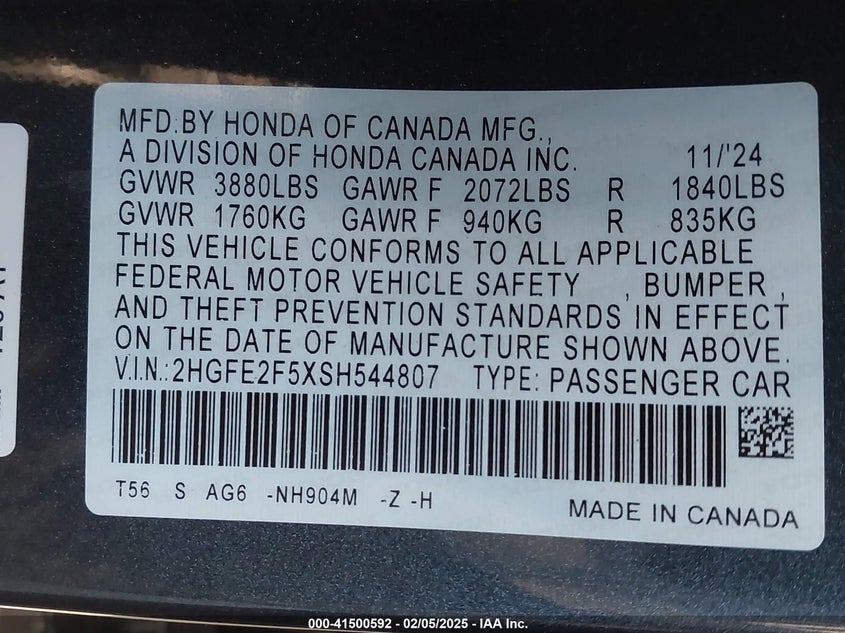 MFD.BY HONDA OF CANADA MFG.,
A DIVISION OF HONDA CANADA INC. 11/'24
GVWR 3880LBS GAWR F 2072LBS R 1840LBS
GVWR 1760KG GAWR F 940KG R 835KG
THIS VEHICLE CONFORMS TO ALL APPLICABLE
FEDERAL MOTOR VEHICLE SAFETY , BUMPER ,
AND THEFT PREVENTION STANDARDS IN EFFECT
ON THE DATE OF MANUFACTURE SHOWN ABOVE.
V.I.N.:2HGFE2F5XSH544807 TYPE: PASSENGER CAR
T56 S AG6 -NH904M -Z -H
MADE IN CANADA
000-41500592 / 02/05/2025 - IAA Inc.